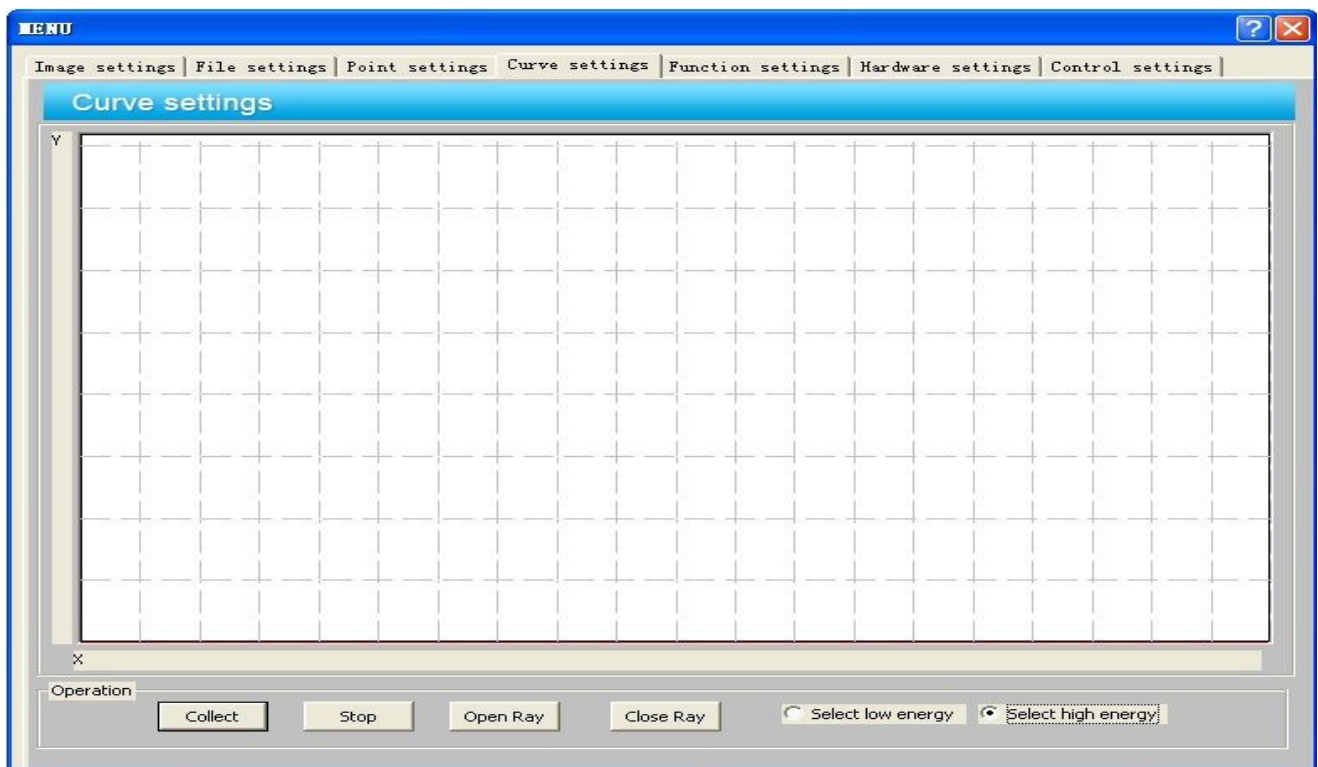 MENU
Image settings File settings Point settings Curve settings Function settings Hardware settings Control settings
Curve settings
Y
X
Operation
Collect Stop Open Ray Close Ray Select low energy Select high energy